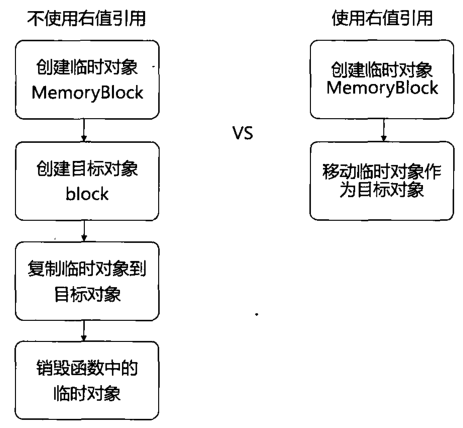 不使用右值引用
创建临时对象
MemoryBlock
创建目标对象
block
复制临时对象到
目标对象
销毁函数中的
临时对象
VS
使用右值引用
创建临时对象
MemoryBlock
移动临时对象作
为目标对象